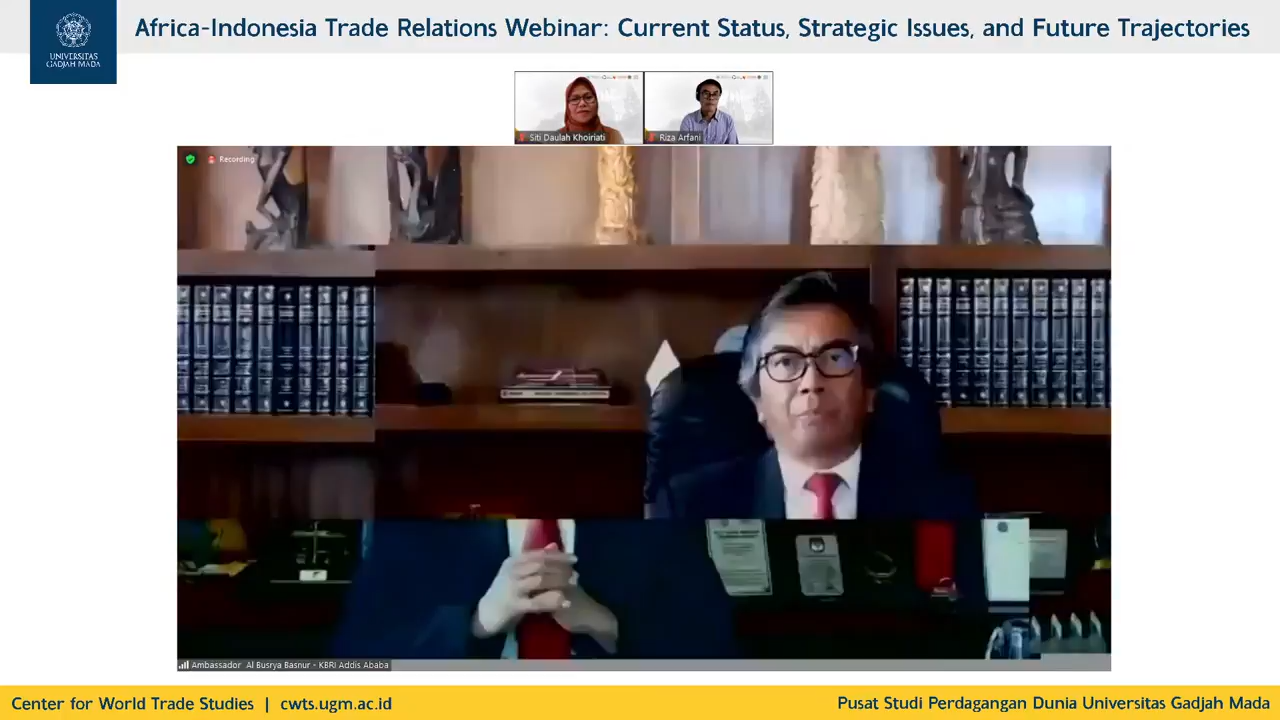 Africa-Indonesia Trade Relations Webinar: Current Status, Strategic Issues, and Future Trajectories
UNIVERSITAS
GADJAH MADA
Siti Daulah Khoiriati
Riza Arfani
Recording
Ambassador Al Busyra Basnur - KBRI Addis Ababa
Center for World Trade Studies | cwts.ugm.ac.id
Pusat Studi Perdagangan Dunia Universitas Gadjah Mada